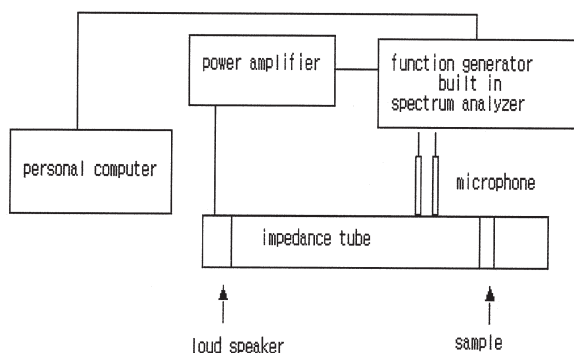 power amplifier
function generator
built in
spectrum analyzer
personal computer
microphone
impedance tube
loud speaker
sample